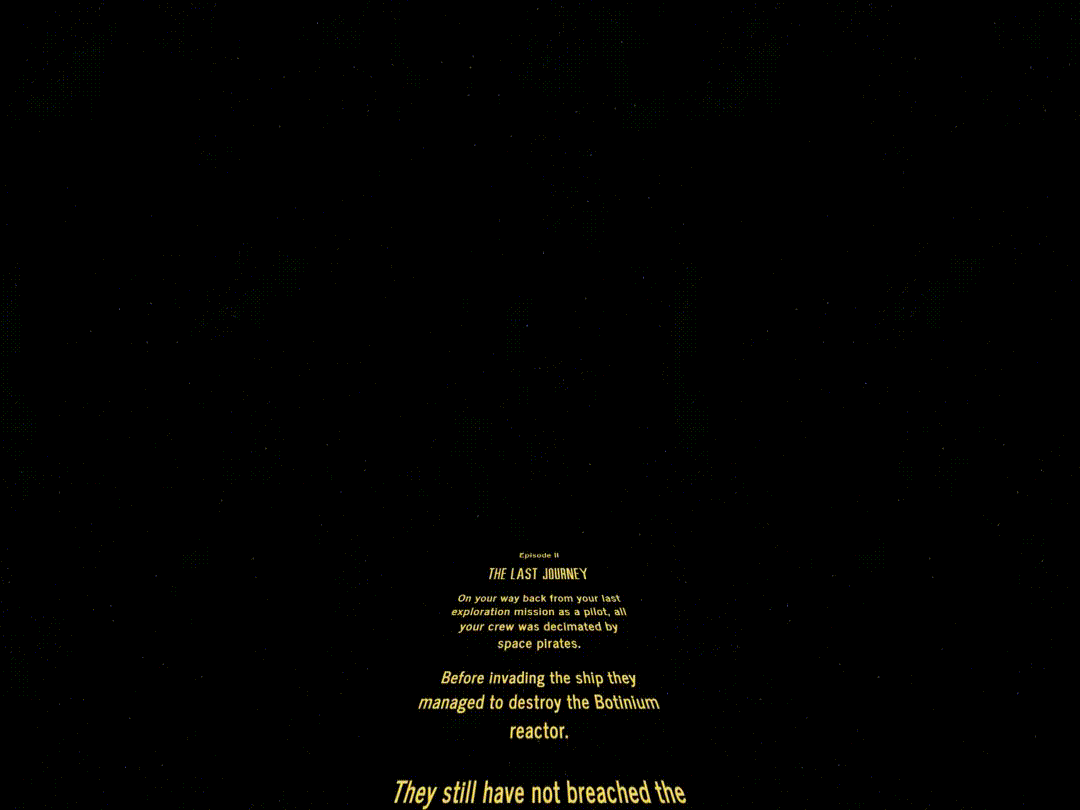 Episode II
THE LAST JOURNEY
On your way back from your last
exploration mission as a pilot, all
your crew was decimated by
space pirates.
Before invading the ship they
managed to destroy the Botinium
reactor.
They still have not breached the